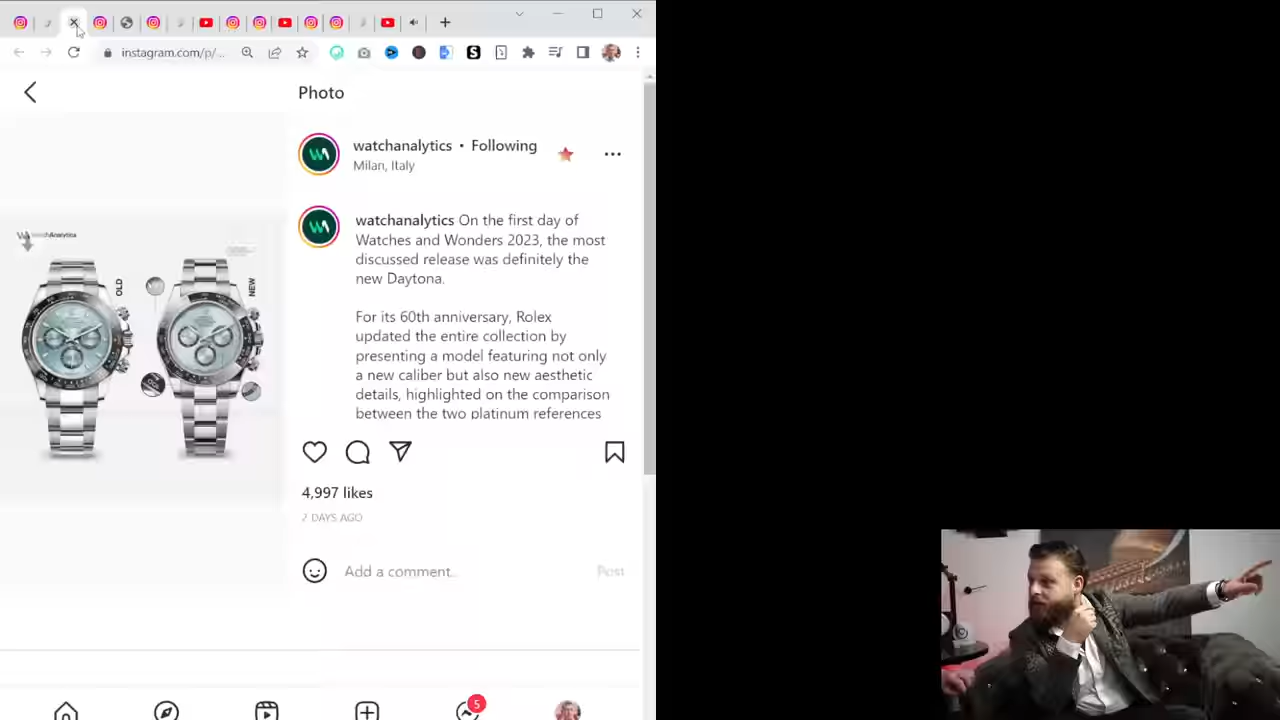 instagram.com/p/...
Photo
watchanalytics • Following
Milan, Italy
watchanalytics On the first day of
Watches and Wonders 2023, the most
discussed release was definitely the
new Daytona.
For its 60th anniversary, Rolex
updated the entire collection by
presenting a model featuring not only
a new caliber but also new aesthetic
details, highlighted on the comparison
between the two platinum references
WatchAnalytics
OLD
NEW
4,997 likes
2 DAYS AGO
Add a comment...
Post
5